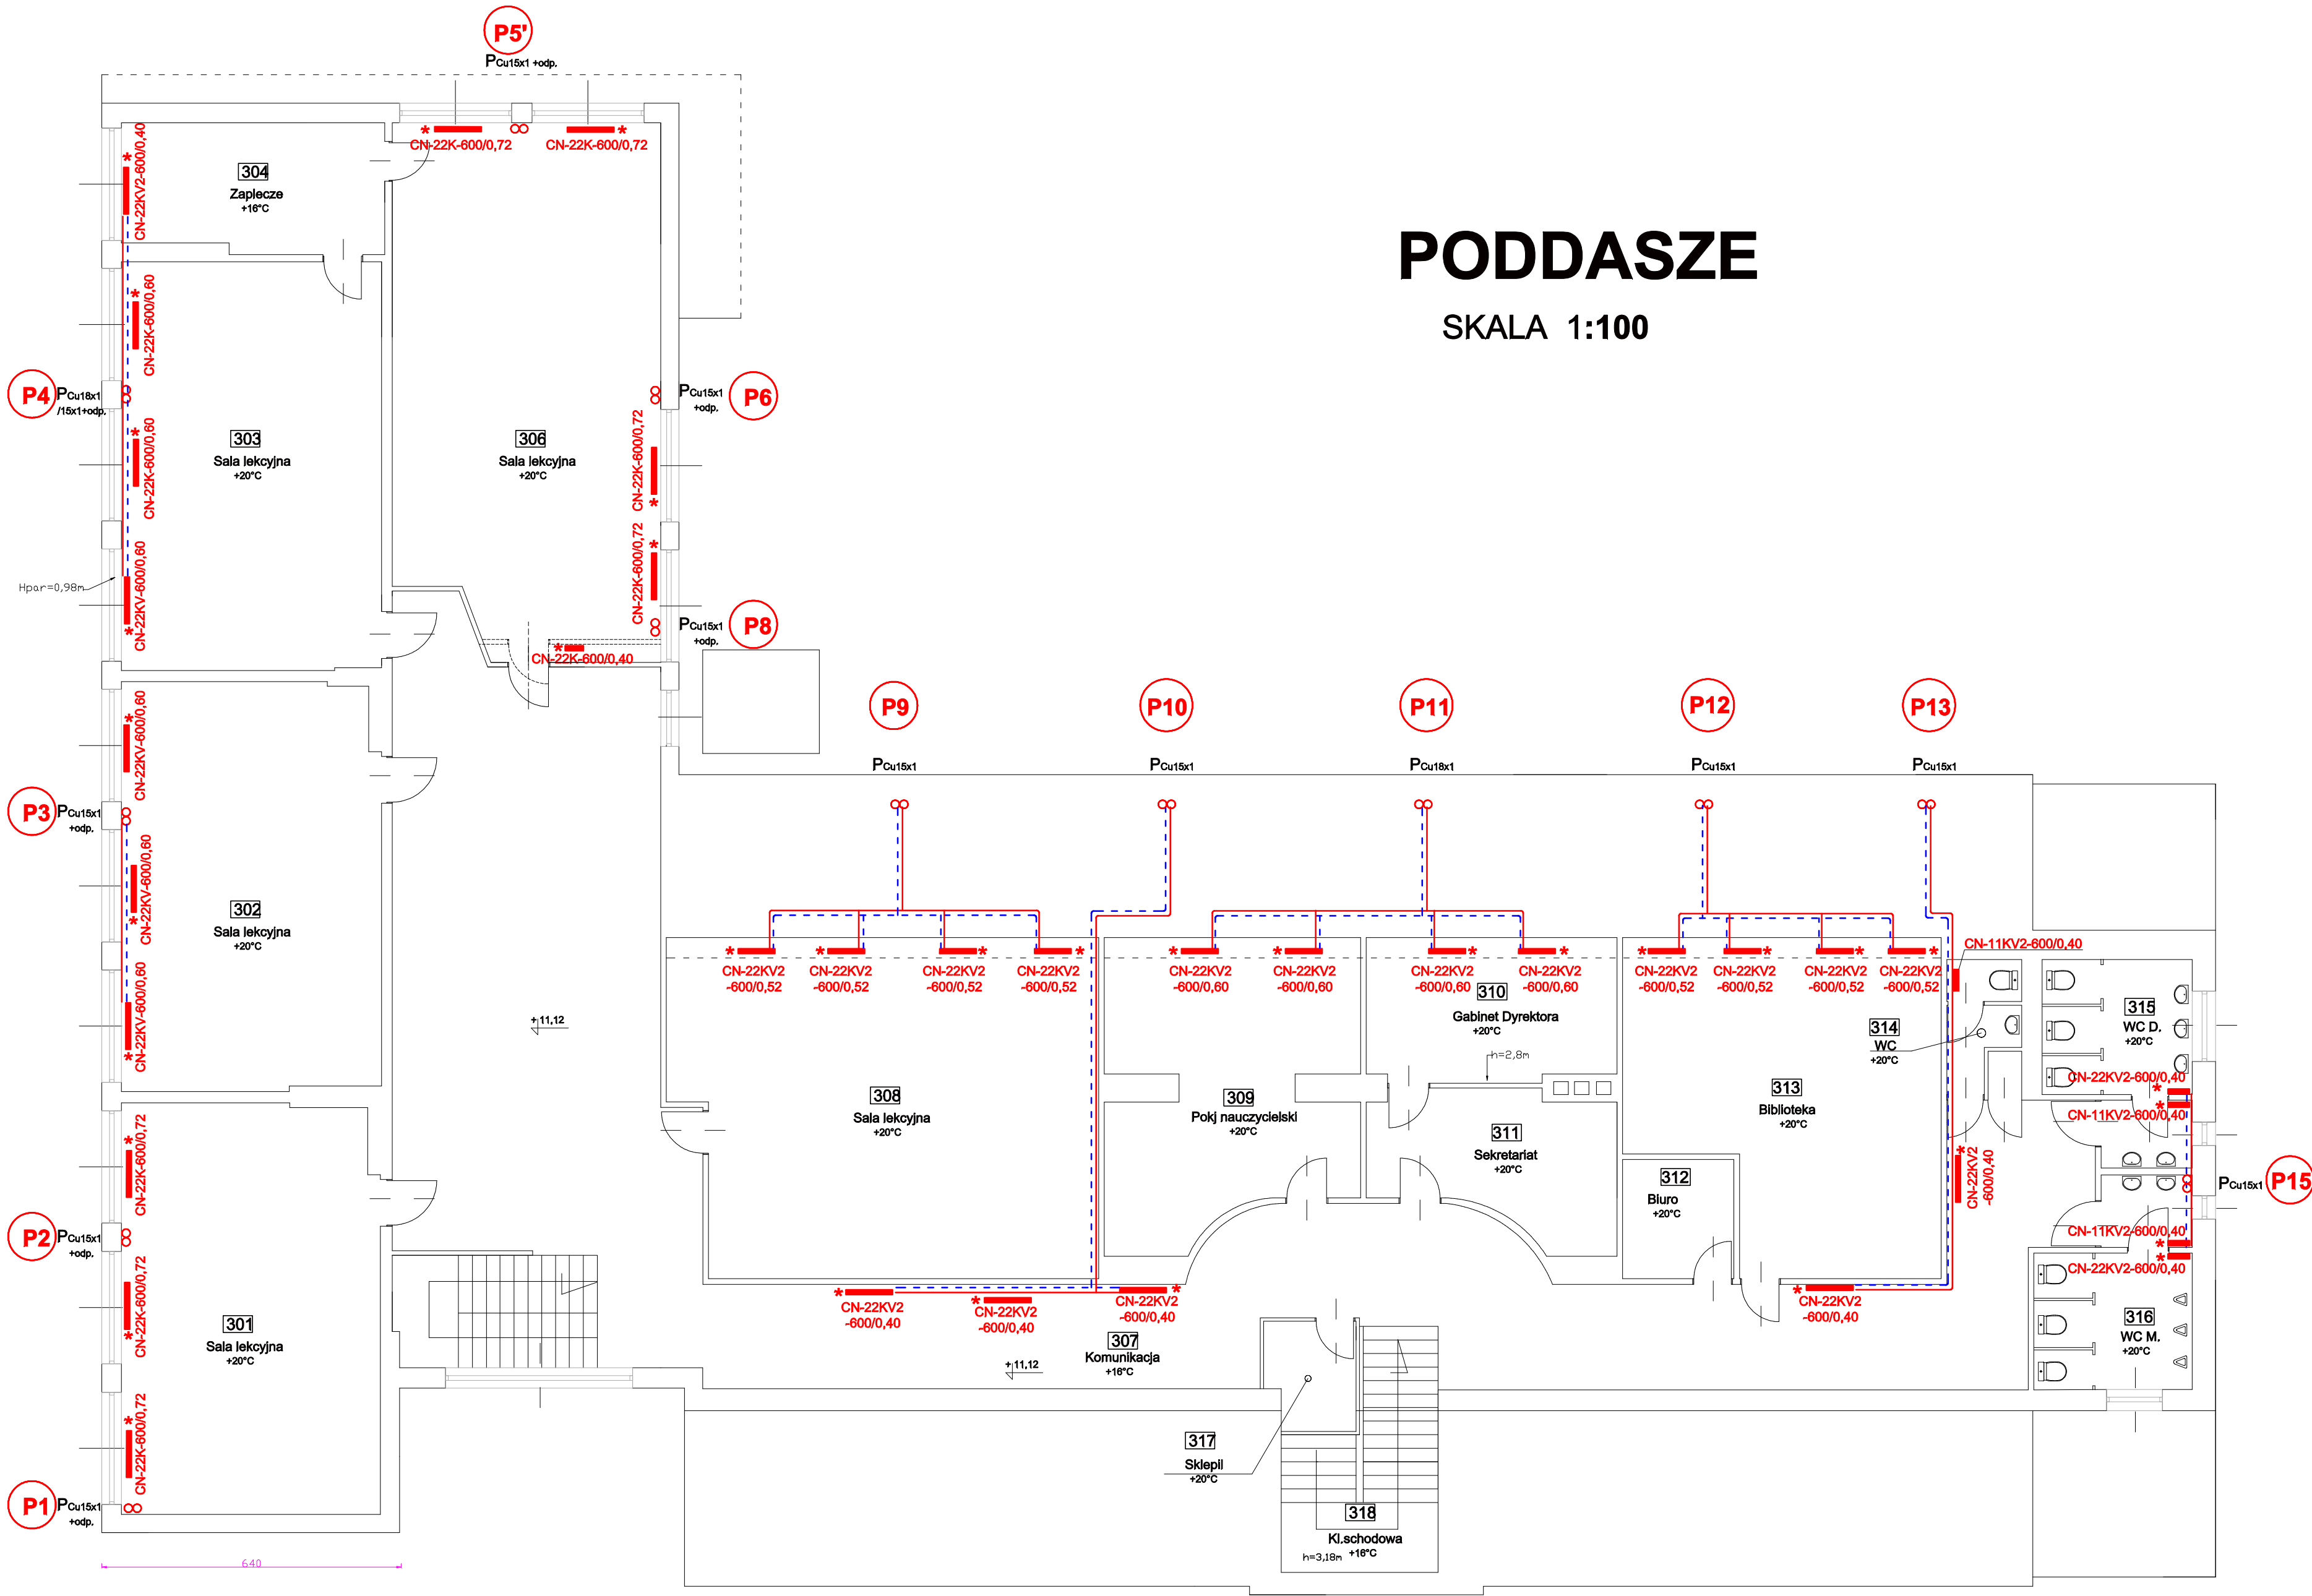 P5'
PCu15x1 +odp.
PODDASZE
SKALA 1:100
CN-22KV2-600/0,40
304
Zaplecze
+16°C
CN-22K-600/0,72
CN-22K-600/0,72
CN-22K-600/0,60
P4
PCu18x1
/15x1+odp.
CN-22K-600/0,60
303
Sala lekcyjna
+20°C
306
Sala lekcyjna
+20°C
CN-22K-600/0,72
PCu15x1
+odp.
P6
CN-22K-600/0,72
Hpar=0,98m
CN-22KV-600/0,60
PCu15x1
+odp.
P8
CN-22K-600/0,40
CN-22KV-600/0,60
P3
PCu15x1
+odp.
CN-22KV-600/0,60
302
Sala lekcyjna
+20°C
CN-22KV-600/0,60
P9
P10
P11
P12
P13
PCu15x1
PCu15x1
PCu18x1
PCu15x1
PCu15x1
CN-22KV2
-600/0,52
CN-22KV2
-600/0,52
CN-22KV2
-600/0,52
CN-22KV2
-600/0,52
CN-22KV2
-600/0,60
CN-22KV2
-600/0,60
CN-22KV2
-600/0,60
CN-22KV2
-600/0,60
CN-22KV2
-600/0,52
CN-22KV2
-600/0,52
CN-22KV2
-600/0,52
CN-22KV2
-600/0,52
CN-11KV2-600/0,40
+11,12
310
Gabinet Dyrektora
+20°C
h=2,8m
314
WC
+20°C
315
WC D.
+20°C
308
Sala lekcyjna
+20°C
309
Pokj nauczycielski
+20°C
311
Sekretariat
+20°C
313
Biblioteka
+20°C
312
Biuro
+20°C
CN-22KV2-600/0,40
CN-11KV2-600/0,40
CN-22KV2
-600/0,40
PCu15x1
P15
CN-11KV2-600/0,40
CN-22KV2-600/0,40
316
WC M.
+20°C
CN-22K-600/0,72
P2
PCu15x1
+odp.
CN-22K-600/0,72
301
Sala lekcyjna
+20°C
CN-22K-600/0,72
P1
PCu15x1
+odp.
CN-22KV2
-600/0,40
CN-22KV2
-600/0,40
CN-22KV2
-600/0,40
CN-22KV2
-600/0,40
307
Komunikacja
+16°C
+11,12
317
Sklepil
+20°C
318
Kl.schodowa
+16°C
h=3,18m
640